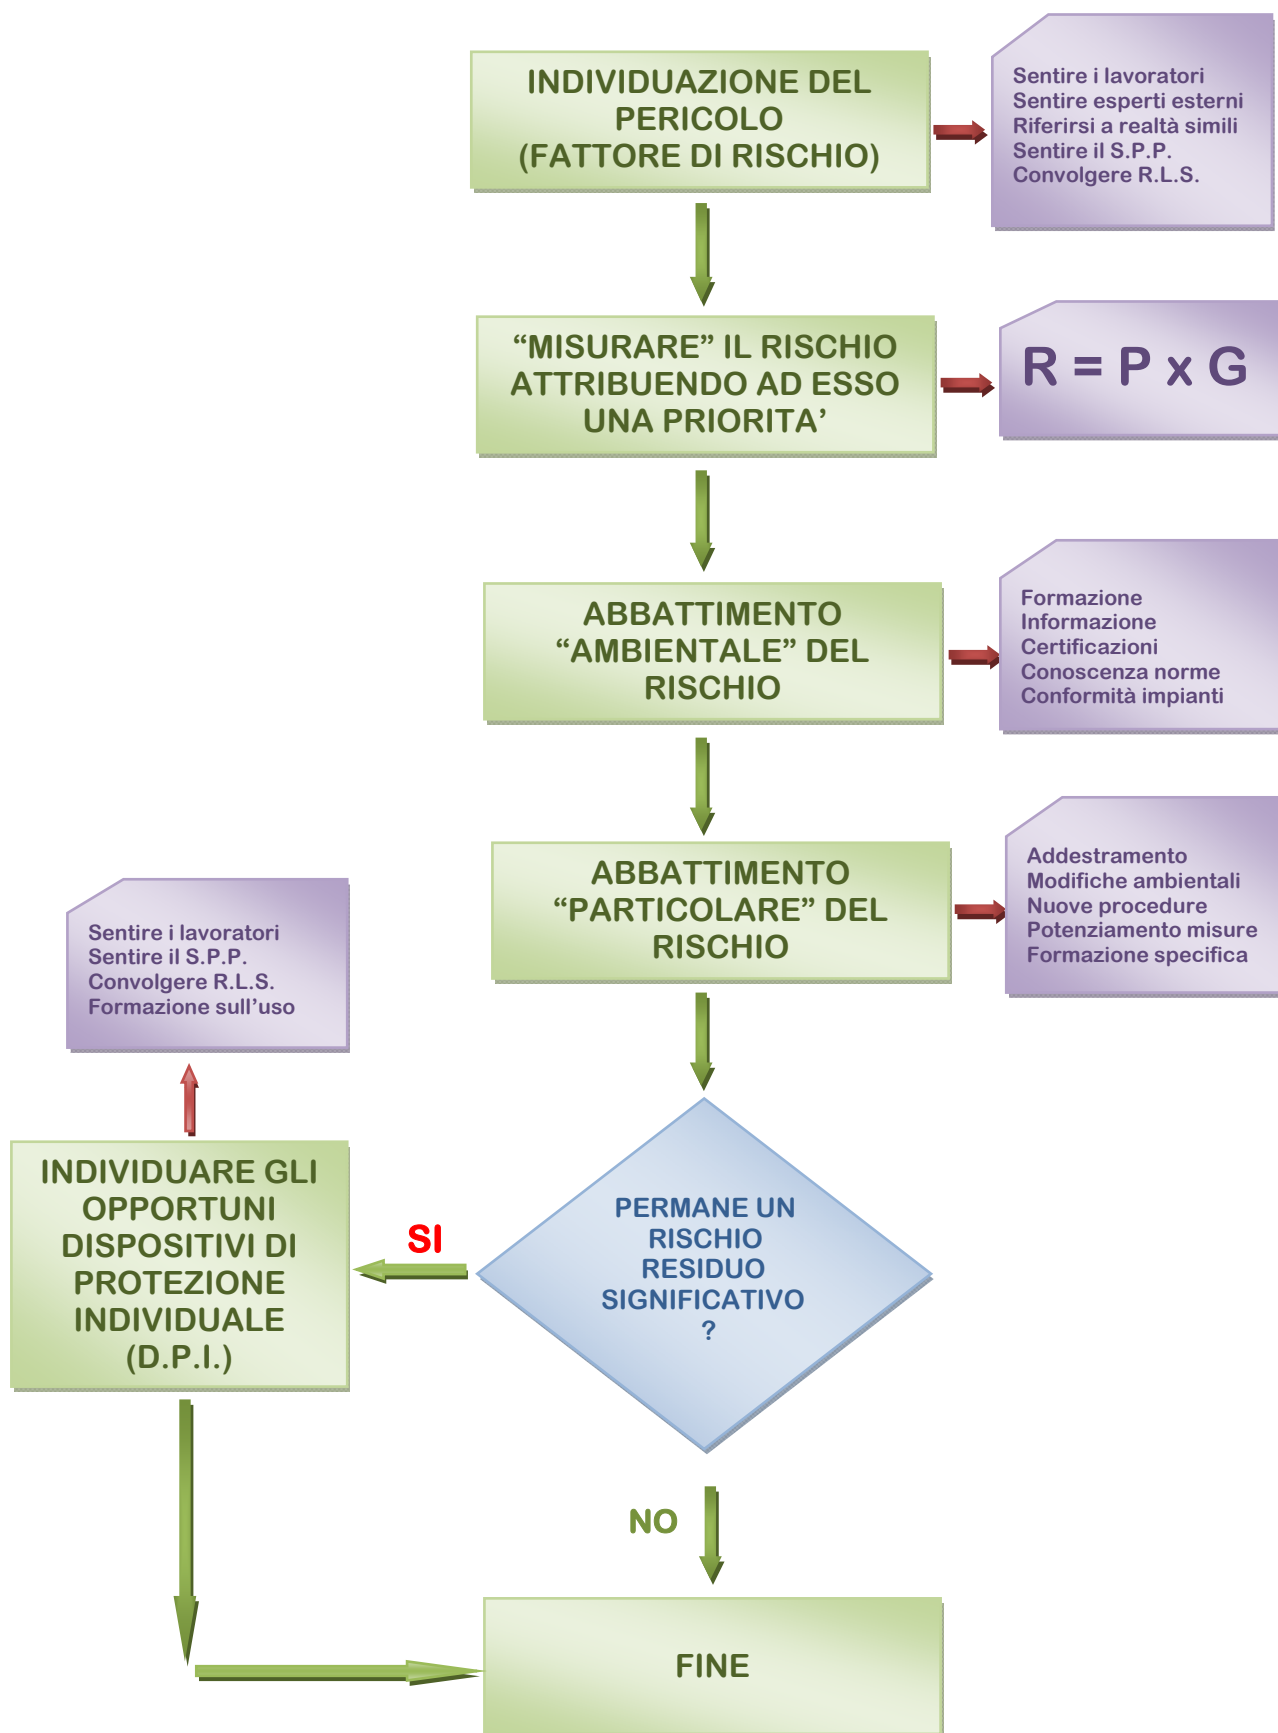 INDIVIDUAZIONE DEL
PERICOLO
(FATTORE DI RISCHIO)
Sentire i lavoratori
Sentire esperti esterni
Riferirsi a realtà simili
Sentire il S.P.P.
Convolgere R.L.S.
“MISURARE” IL RISCHIO
ATTRIBUENDO AD ESSO
UNA PRIORITA’
R = P x G
ABBATTIMENTO
“AMBIENTALE” DEL
RISCHIO
Formazione
Informazione
Certificazioni
Conoscenza norme
Conformità impianti
ABBATTIMENTO
“PARTICOLARE” DEL
RISCHIO
Addestramento
Modifiche ambientali
Nuove procedure
Potenziamento misure
Formazione specifica
Sentire i lavoratori
Sentire il S.P.P.
Convolgere R.L.S.
Formazione sull’uso
INDIVIDUARE GLI
OPPORTUNI
DISPOSITIVI DI
PROTEZIONE
INDIVIDUALE
(D.P.I.)
SI
PERMANE UN
RISCHIO
RESIDUO
SIGNIFICATIVO
?
NO
FINE